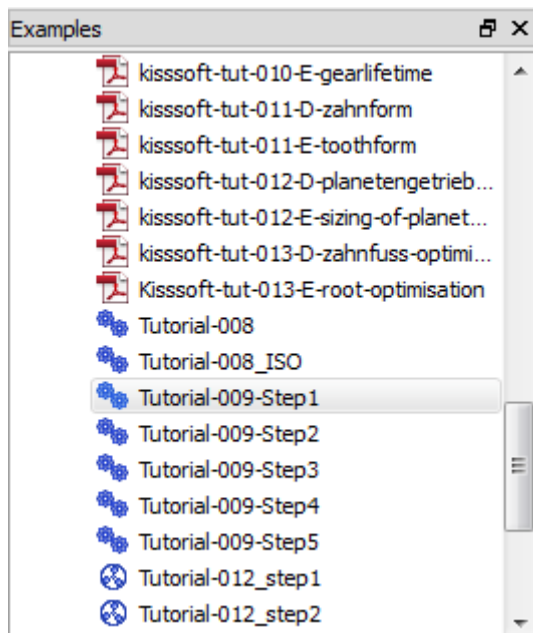 Examples
kisssoft-tut-010-E-gearlifetime
kisssoft-tut-011-D-zahnform
kisssoft-tut-011-E-toothform
kisssoft-tut-012-D-planetengetrieb...
kisssoft-tut-012-E-sizing-of-planet...
kisssoft-tut-013-D-zahnfuss-optimi...
Kisssoft-tut-013-E-root-optimisation
Tutorial-008
Tutorial-008_ISO
Tutorial-009-Step1
Tutorial-009-Step2
Tutorial-009-Step3
Tutorial-009-Step4
Tutorial-009-Step5
Tutorial-012_step1
Tutorial-012_step2